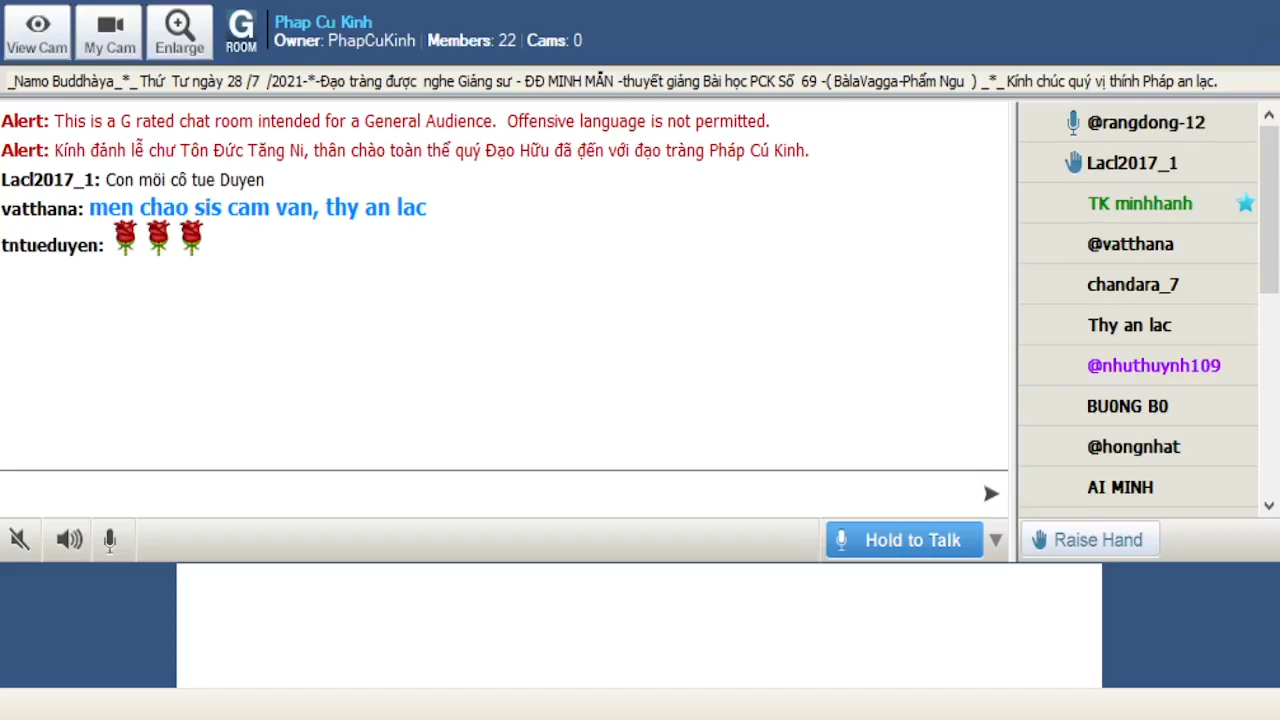 View Cam
My Cam
Enlarge
G
ROOM
Phap Cu Kinh
Owner: PhapCuKinh | Members: 22 | Cams: 0
_Namo Buddhàya_*_Thứ Tư ngày 28 /7 /2021-*-Đạo tràng được nghe Giảng sư - ĐĐ MINH MẪN -thuyết giảng Bài học PCK Số 69 -( BàlaVagga-Phẩm Ngu ) _*_Kính chúc quý vị thính Pháp an lạc.
Alert: This is a G rated chat room intended for a General Audience. Offensive language is not permitted.
Alert: Kính đảnh lễ chư Tôn Đức Tăng Ni, thân chào toàn thể quý Đạo Hữu đã đến với đạo tràng Pháp Cú Kinh.
Lacl2017_1: Con möi cô tue Duyen
vatthana: men chao sis cam van, thy an lac
tntueduyen:
@rangdong-12
Lacl2017_1
TK minhhanh
@vatthana
chandara_7
Thy an lac
@nhuthuynh109
BU0NG B0
@hongnhat
AI MINH
Hold to Talk
Raise Hand